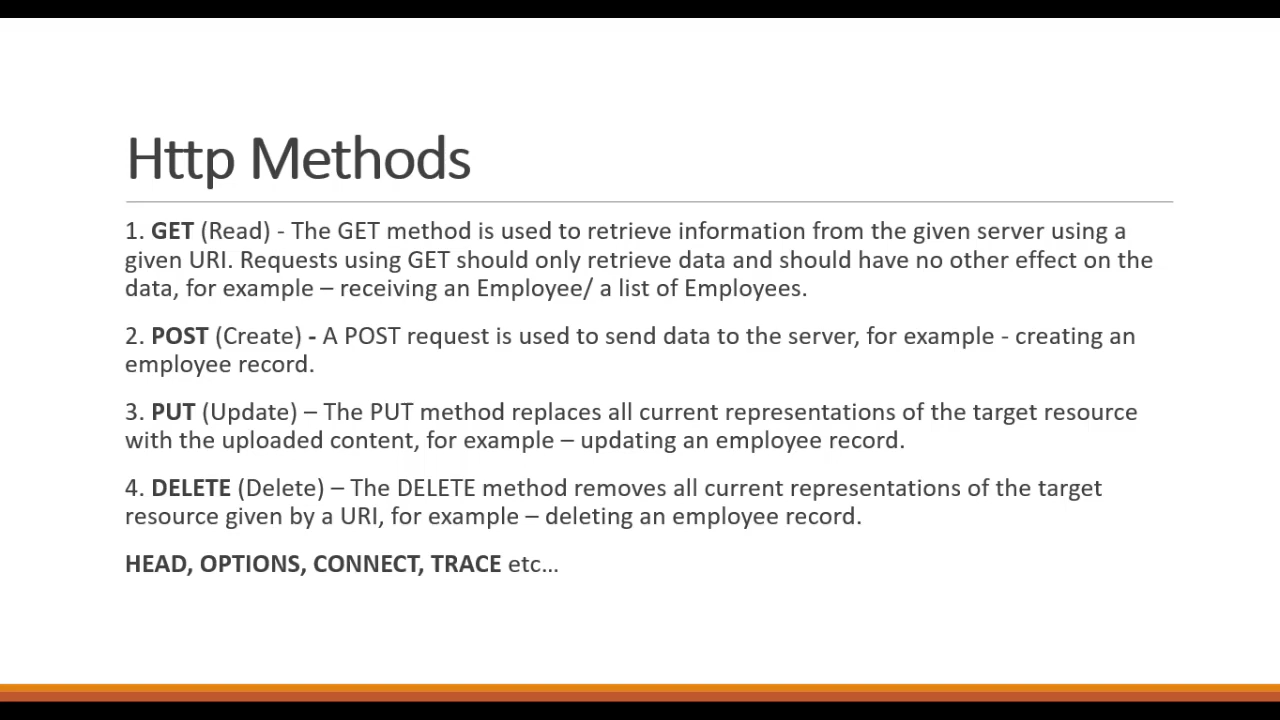 Http Methods
1. GET (Read) - The GET method is used to retrieve information from the given server using a
given URI. Requests using GET should only retrieve data and should have no other effect on the
data, for example – receiving an Employee/ a list of Employees.
2. POST (Create) - A POST request is used to send data to the server, for example - creating an
employee record.
3. PUT (Update) – The PUT method replaces all current representations of the target resource
with the uploaded content, for example – updating an employee record.
4. DELETE (Delete) – The DELETE method removes all current representations of the target
resource given by a URI, for example – deleting an employee record.
HEAD, OPTIONS, CONNECT, TRACE etc…